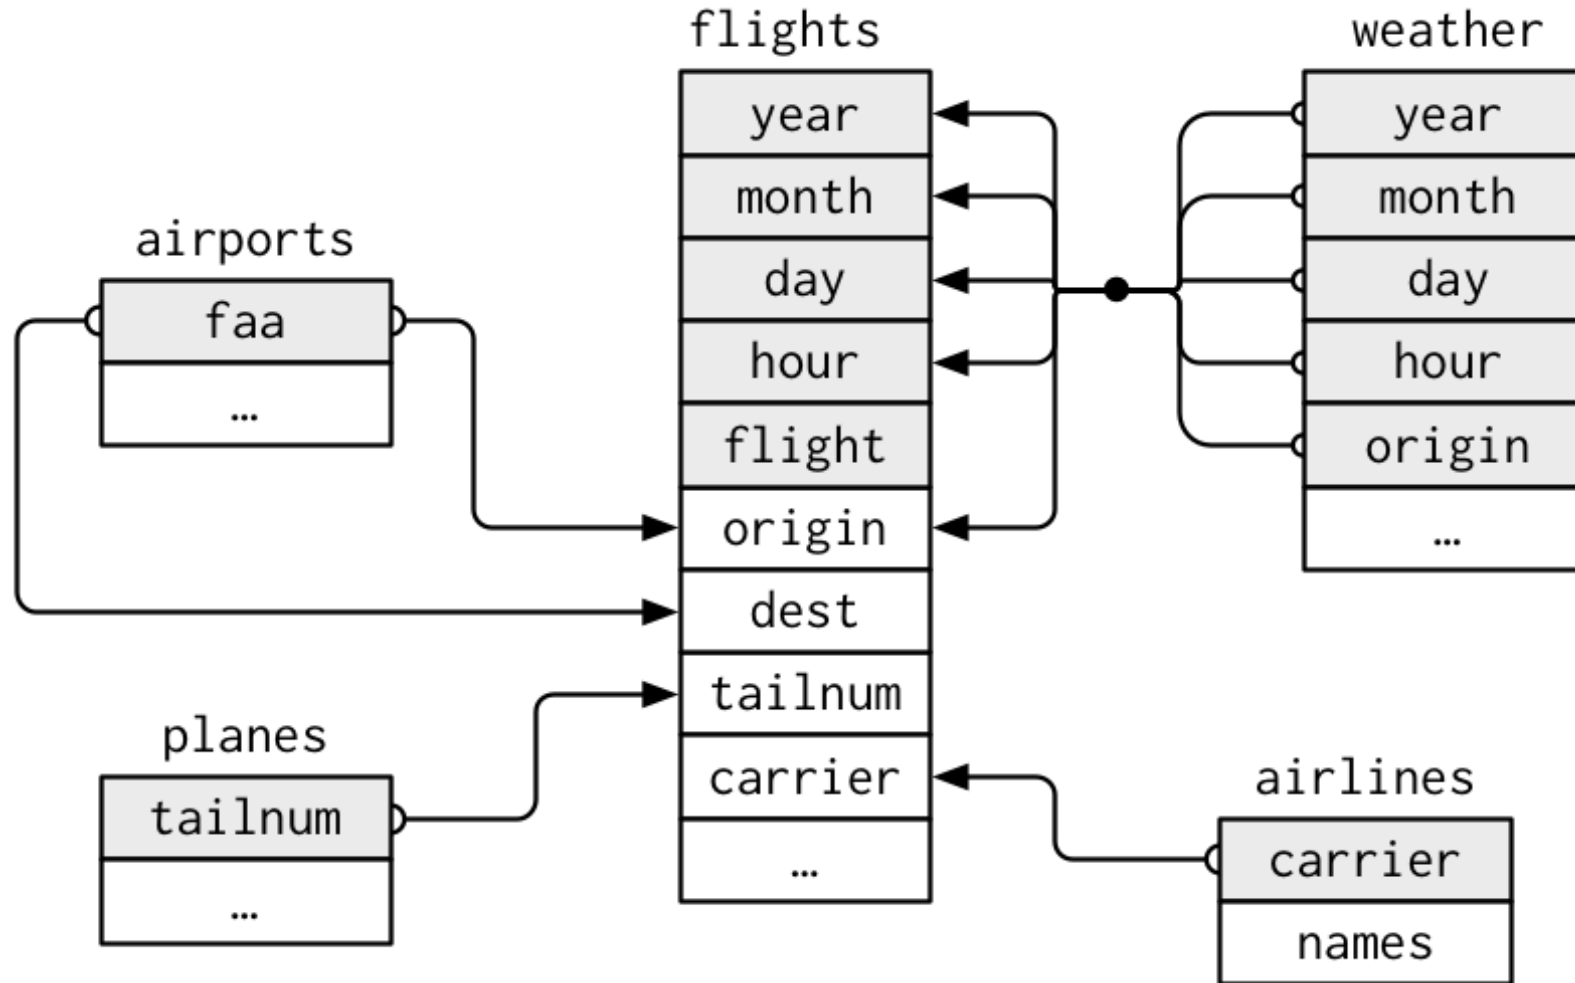 flights
year
month
day
hour
flight
origin
dest
tailnum
carrier
…
weather
year
month
day
hour
origin
…
airports
faa
…
planes
tailnum
…
airlines
carrier
names